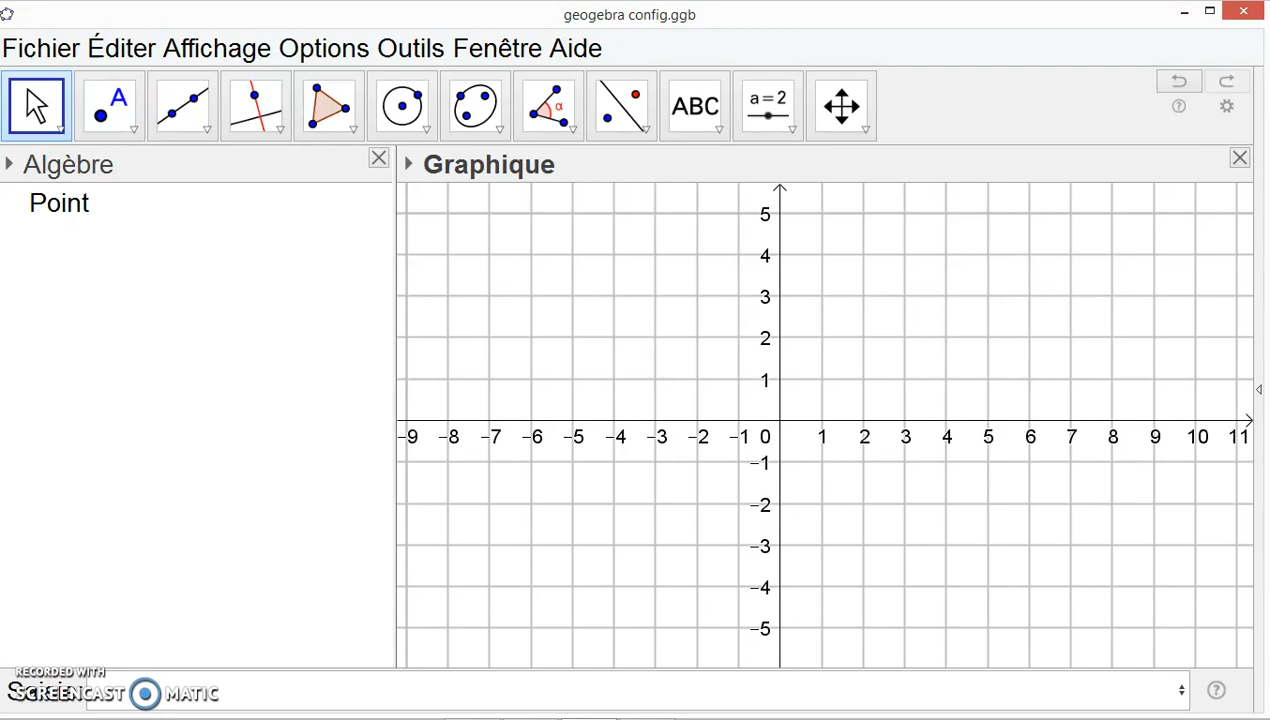 geogebra config.ggb
Fichier Éditer Affichage Options Outils Fenêtre Aide
A
α
ABC
a = 2
Algèbre
Graphique
Point
5
4
3
2
1
−9 −8 −7 −6 −5 −4 −3 −2 −1 0 1 2 3 4 5 6 7 8 9 10 11
−1
−2
−3
−4
−5
RECORDED WITH
SCREENCAST MATIC